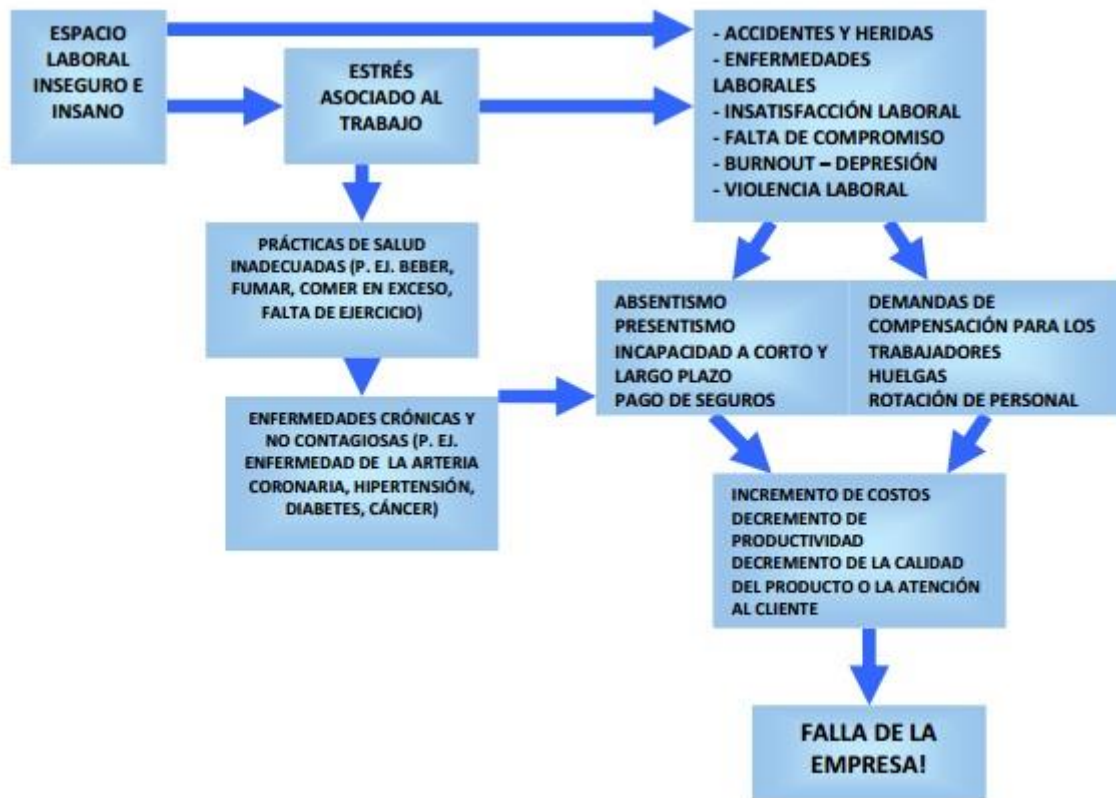 ESPACIO
LABORAL
INSEGURO E
INSANO
ESTRÉS
ASOCIADO AL
TRABAJO
- ACCIDENTES Y HERIDAS
- ENFERMEDADES
LABORALES
- INSATISFACCIÓN LABORAL
- FALTA DE COMPROMISO
- BURNOUT – DEPRESIÓN
- VIOLENCIA LABORAL
PRÁCTICAS DE SALUD
INADECUADAS (P. EJ. BEBER,
FUMAR, COMER EN EXCESO,
FALTA DE EJERCICIO)
ABSENTISMO
PRESENTISMO
INCAPACIDAD A CORTO Y
LARGO PLAZO
PAGO DE SEGUROS
DEMANDAS DE
COMPENSACIÓN PARA LOS
TRABAJADORES
HUELGAS
ROTACIÓN DE PERSONAL
ENFERMEDADES CRÓNICAS Y
NO CONTAGIOSAS (P. EJ.
ENFERMEDAD DE LA ARTERIA
CORONARIA, HIPERTENSIÓN,
DIABETES, CÁNCER)
INCREMENTO DE COSTOS
DECREMENTO DE
PRODUCTIVIDAD
DECREMENTO DE LA CALIDAD
DEL PRODUCTO O LA ATENCIÓN
AL CLIENTE
FALLA DE LA
EMPRESA!